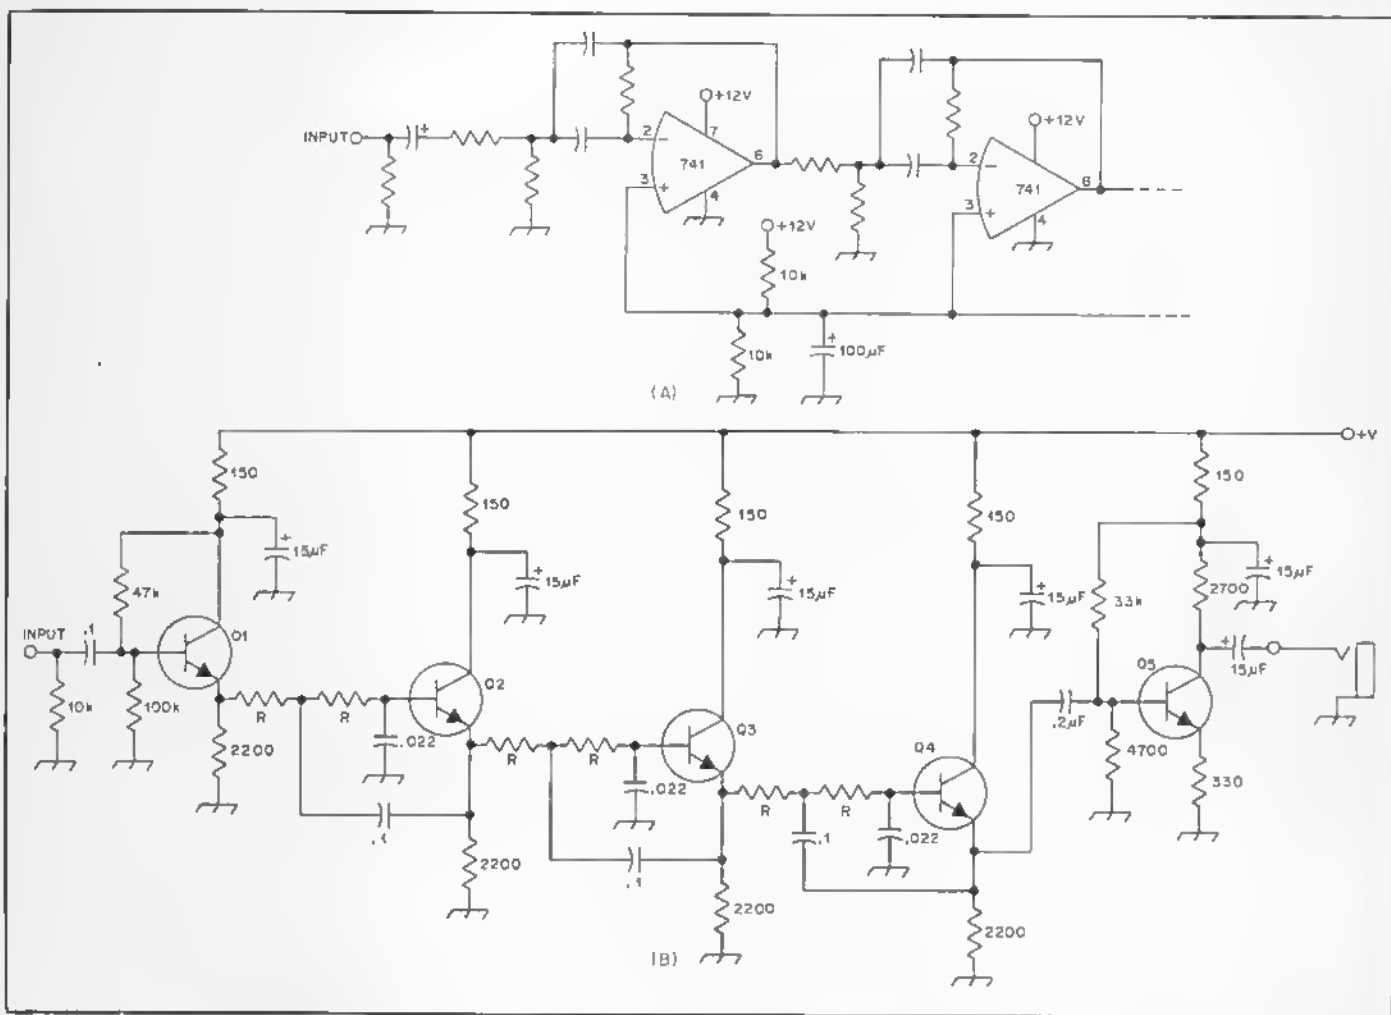 +12V
+12V
INPUT
2
7
6
741
3
4
2
6
741
3
4
+12V
10k
10k
100µF
(A)
+V
150
150
150
150
150
15µF
15µF
15µF
15µF
15µF
47k
33k
2700
INPUT
.1
Q1
Q2
Q3
Q4
Q5
15µF
10k
100k
R
R
.022
2200
R
R
.022
.2µF
4700
330
R
R
.022
.1
.1
.1
2200
2200
2200
(B)